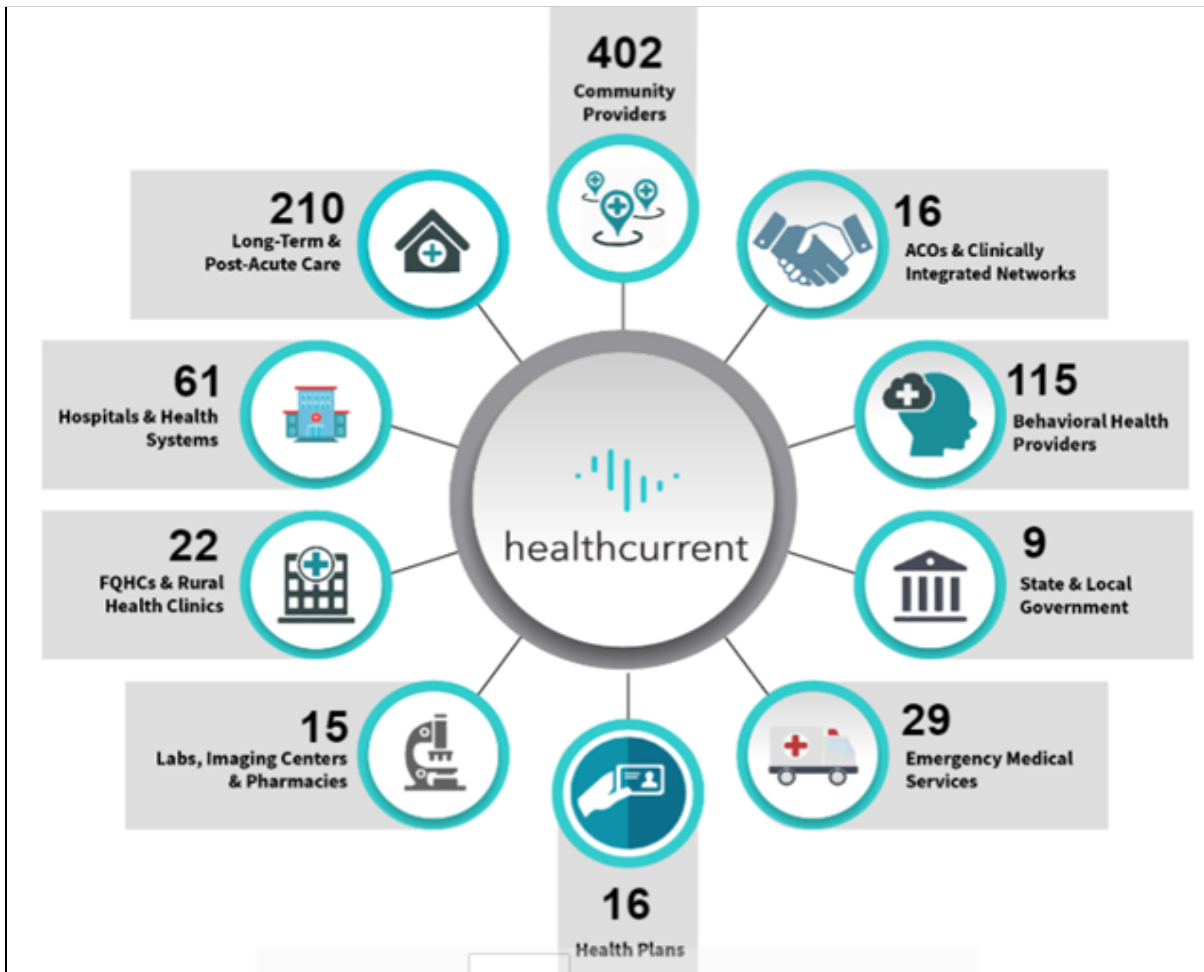 402
Community
Providers
210
Long-Term &
Post-Acute Care
16
ACOs & Clinically
Integrated Networks
61
Hospitals & Health
Systems
115
Behavioral Health
Providers
healthcurrent
22
FQHCs & Rural
Health Clinics
9
State & Local
Government
15
Labs, Imaging Centers
& Pharmacies
29
Emergency Medical
Services
16
Health Plans